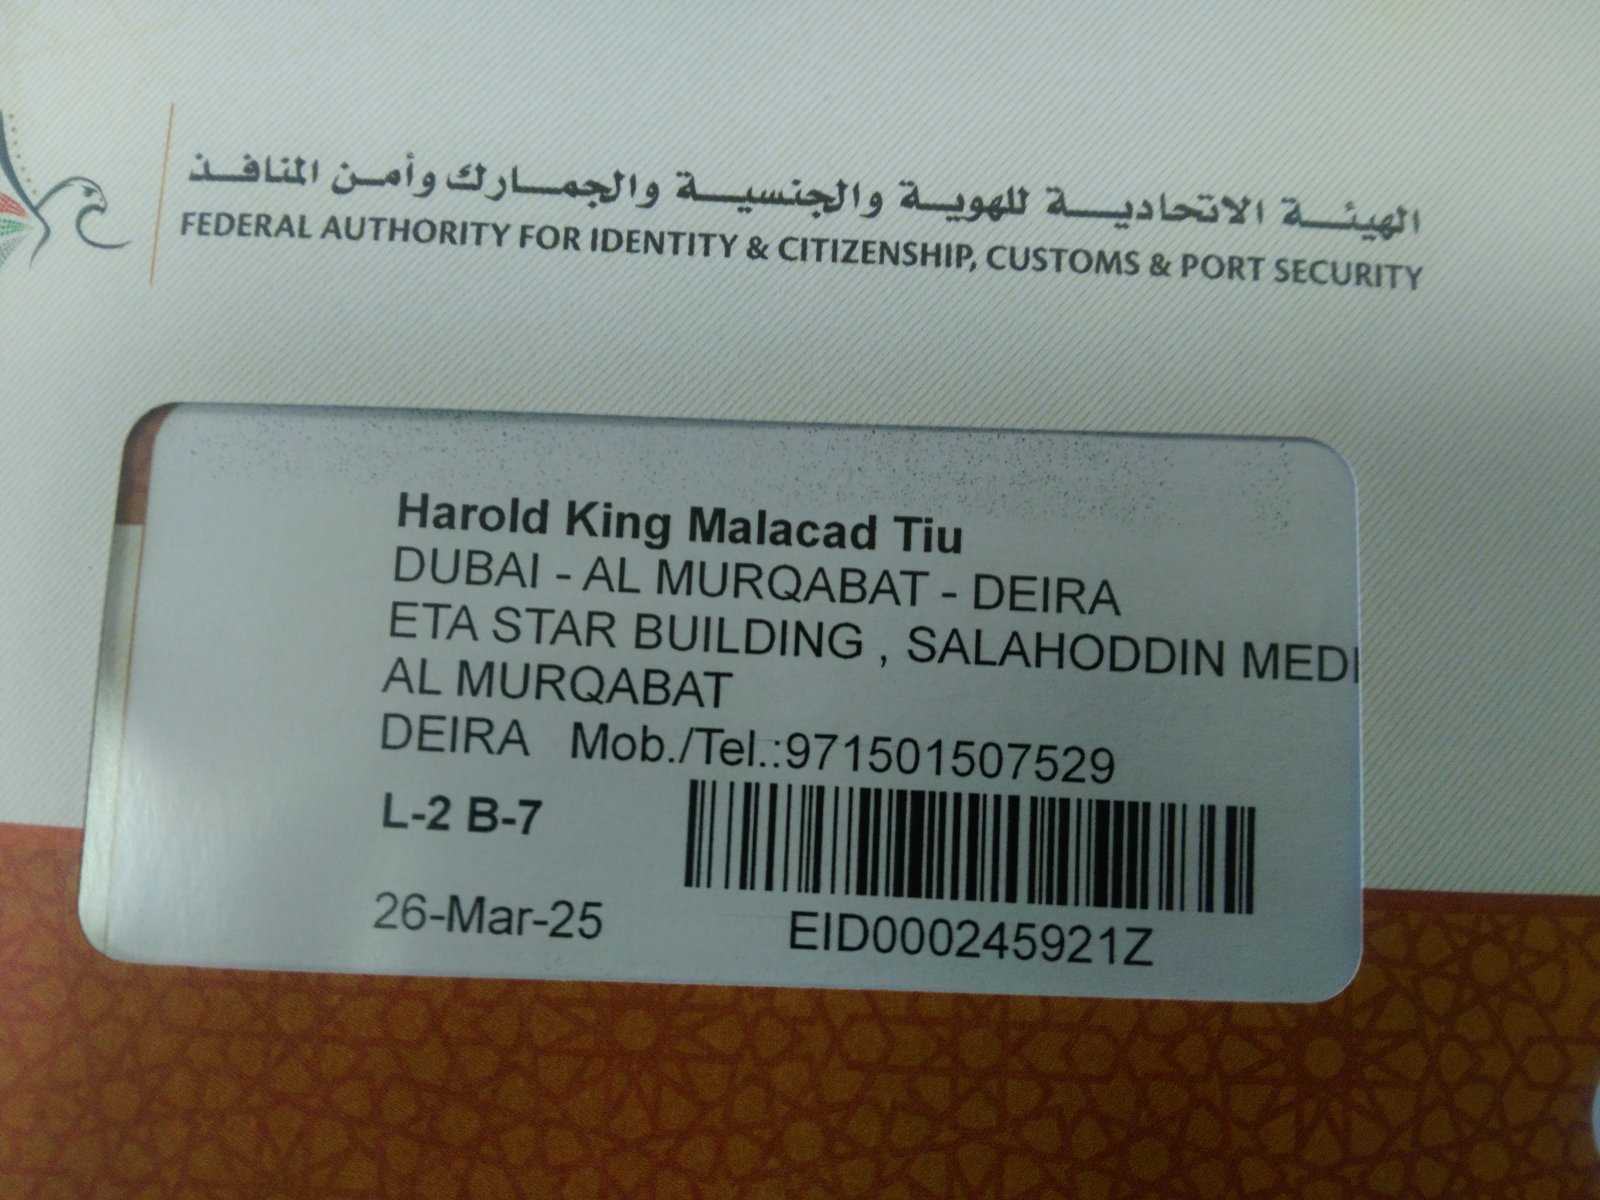 الهيئة الاتحادية للهوية والجنسية والجمارك وأمن المنافذ
FEDERAL AUTHORITY FOR IDENTITY & CITIZENSHIP, CUSTOMS & PORT SECURITY
Harold King Malacad Tiu
DUBAI - AL MURQABAT - DEIRA
ETA STAR BUILDING , SALAHODDIN MEDI
AL MURQABAT
DEIRA Mob./Tel.:971501507529
L-2 B-7
26-Mar-25
EID000245921Z